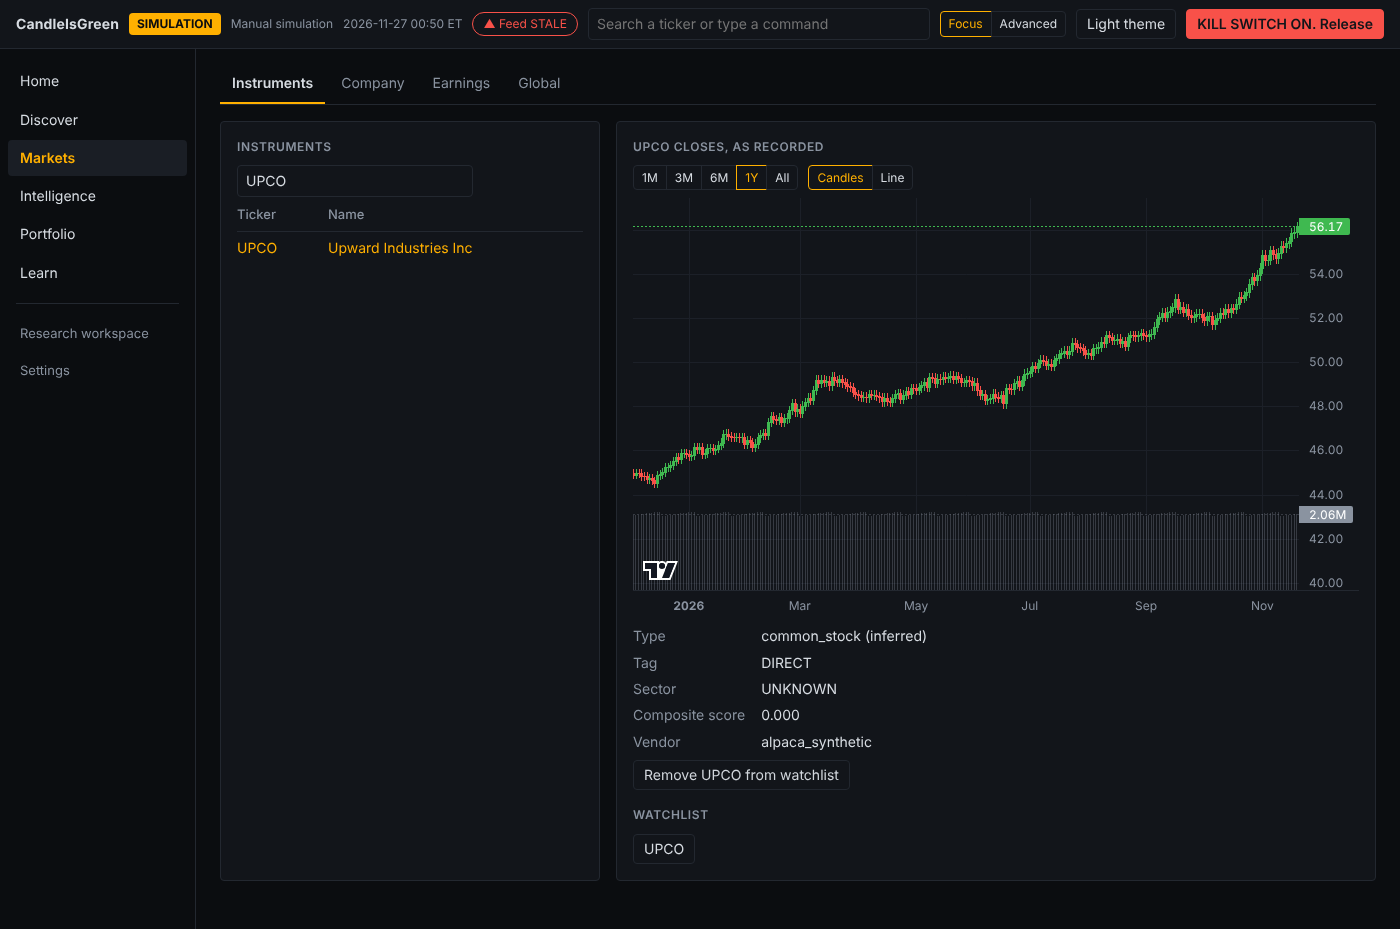 CandleIsGreen SIMULATION Manual simulation 2026-11-27 00:50 ET ▲ Feed STALE Search a ticker or type a command Focus Advanced Light theme KILL SWITCH ON. Release
Home
Discover
Markets
Intelligence
Portfolio
Learn
Research workspace
Settings
Instruments Company Earnings Global
INSTRUMENTS
UPCO
Ticker Name
UPCO Upward Industries Inc
UPCO CLOSES, AS RECORDED
1M 3M 6M 1Y All Candles Line
56.17
54.00
52.00
50.00
48.00
46.00
44.00
2.06M
42.00
40.00
2026 Mar May Jul Sep Nov
Type common_stock (inferred)
Tag DIRECT
Sector UNKNOWN
Composite score 0.000
Vendor alpaca_synthetic
Remove UPCO from watchlist
WATCHLIST
UPCO